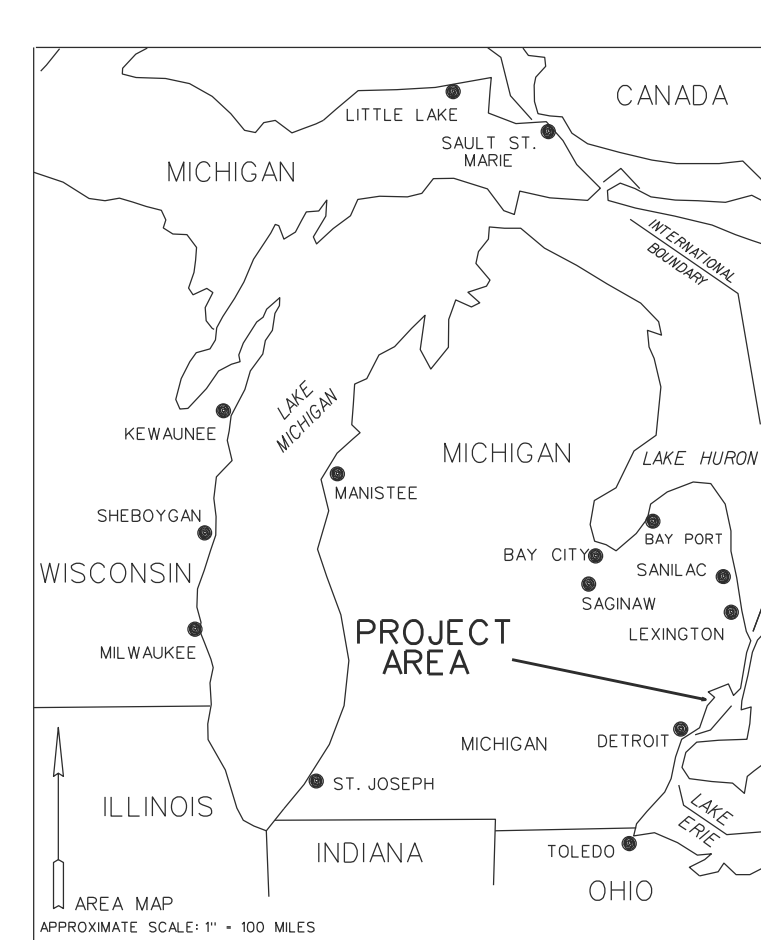 CANADA
LITTLE LAKE
SAULT ST.
MARIE
MICHIGAN
INTERNATIONAL
BOUNDARY
LAKE
MICHIGAN
KEWAUNEE
MICHIGAN
LAKE HURON
MANISTEE
SHEBOYGAN
BAY PORT
BAY CITY
WISCONSIN
SANILAC
SAGINAW
LEXINGTON
PROJECT
AREA
MILWAUKEE
MICHIGAN
DETROIT
ST. JOSEPH
ILLINOIS
LAKE
ERIE
INDIANA
TOLEDO
OHIO
AREA MAP
APPROXIMATE SCALE: 1" = 100 MILES